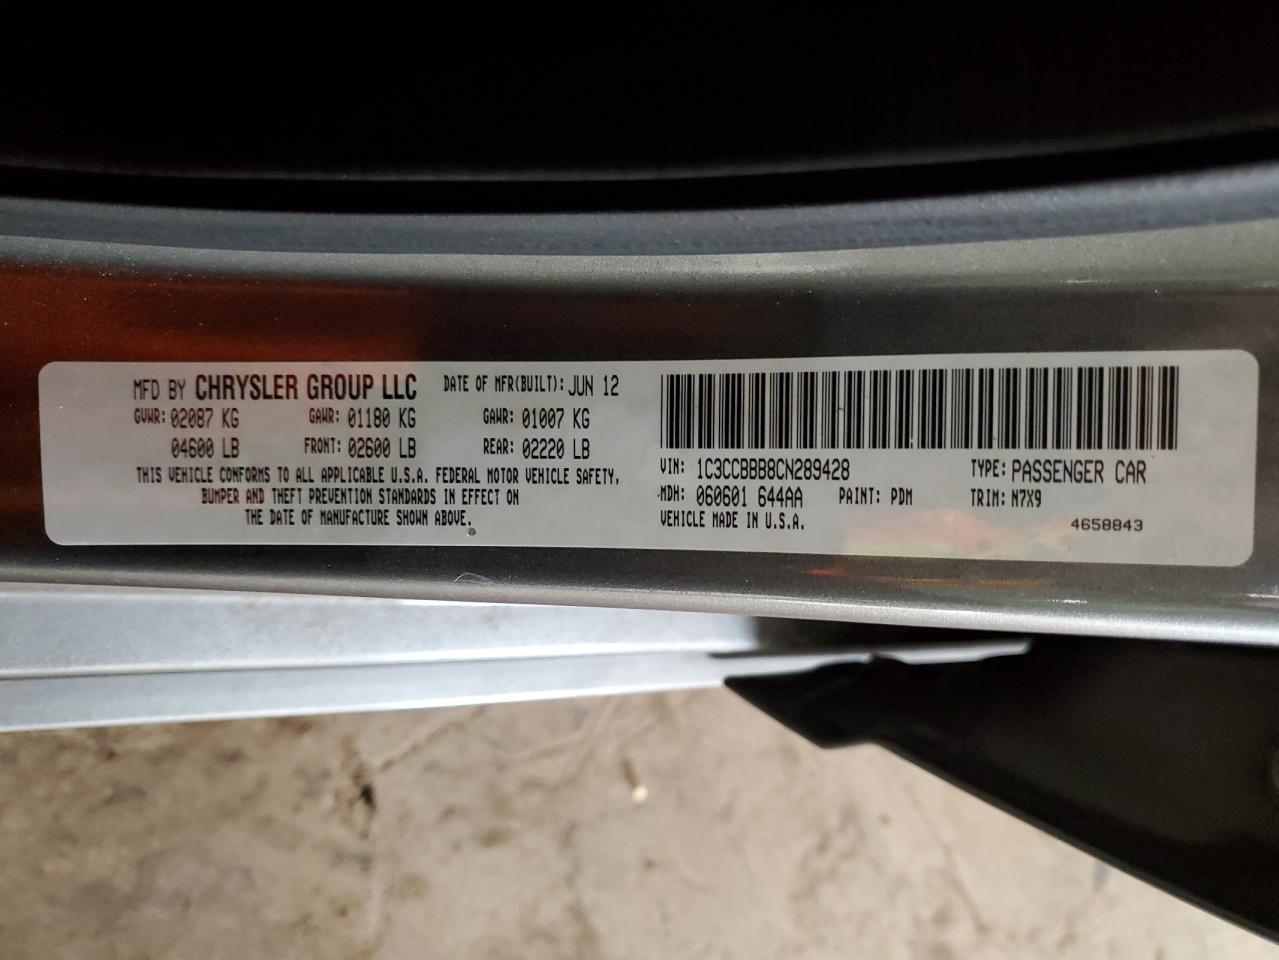 MFD BY CHRYSLER GROUP LLC DATE OF MFR(BUILT): JUN 12
GVWR: 02087 KG GAWR: 01180 KG GAWR: 01007 KG
04600 LB FRONT: 02600 LB REAR: 02220 LB
THIS VEHICLE CONFORMS TO ALL APPLICABLE U.S.A. FEDERAL MOTOR VEHICLE SAFETY,
BUMPER AND THEFT PREVENTION STANDARDS IN EFFECT ON
THE DATE OF MANUFACTURE SHOWN ABOVE.
VIN: 1C3CCBBB8CN289428 TYPE: PASSENGER CAR
MDH: 060601 644AA PAINT: PDM TRIM: N7X9
VEHICLE MADE IN U.S.A.
4658843